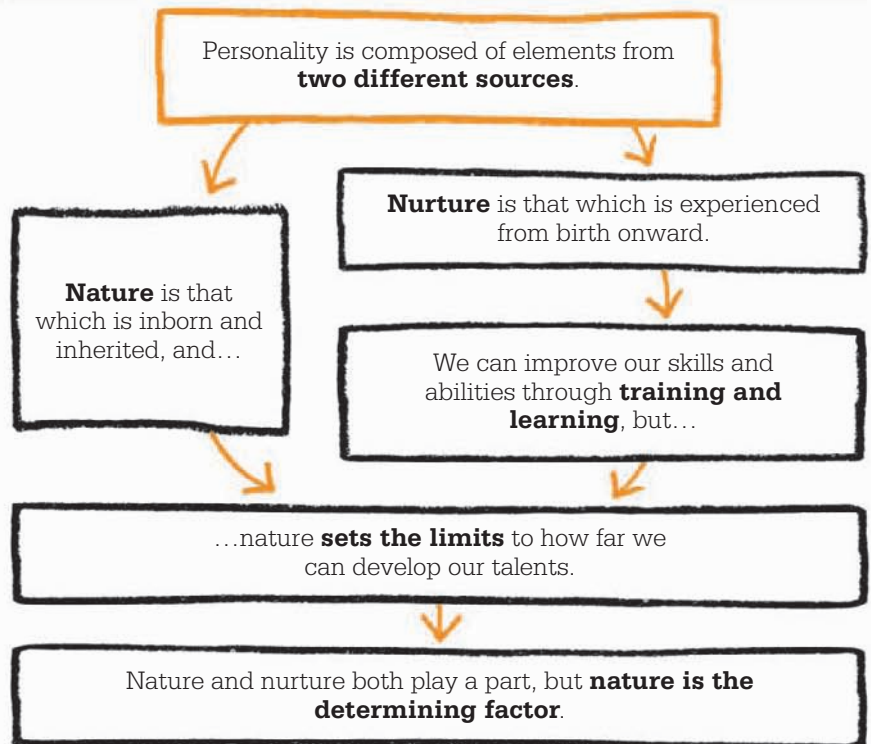 Personality is composed of elements from
two different sources.
Nature is that
which is inborn and
inherited, and…
Nurture is that which is experienced
from birth onward.
We can improve our skills and
abilities through training and
learning, but…
…nature sets the limits to how far we
can develop our talents.
Nature and nurture both play a part, but nature is the
determining factor.